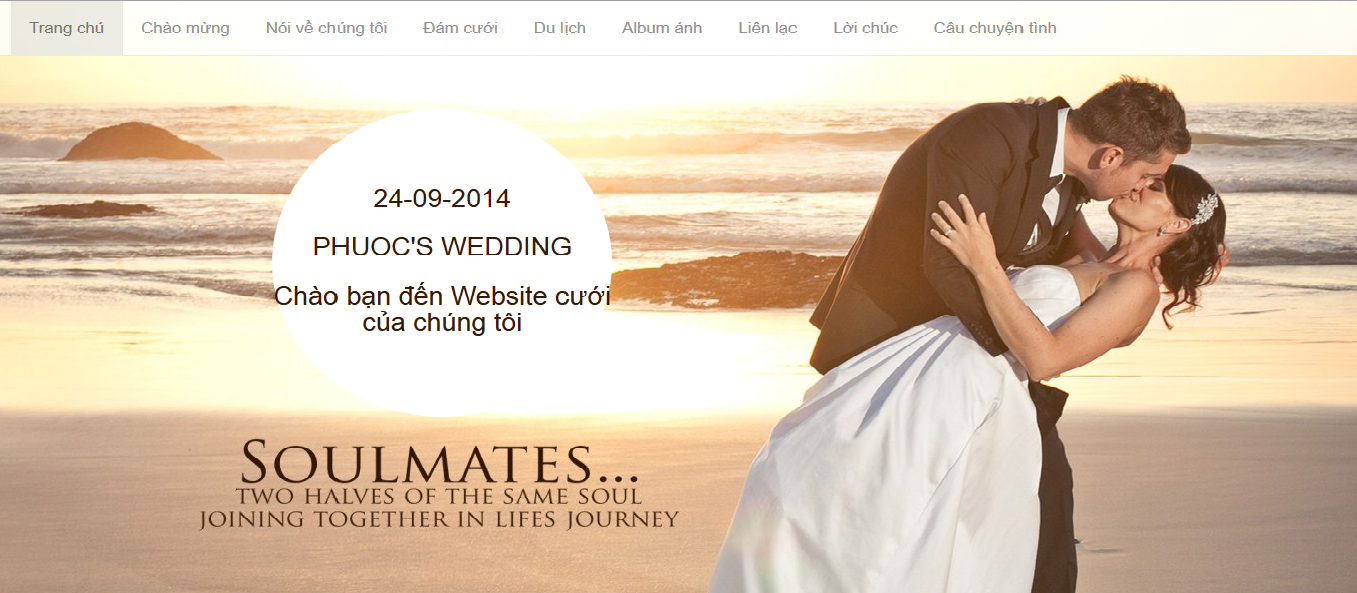 Trang chủ Chào mừng Nói về chúng tôi Đám cưới Du lịch Album ảnh Liên lạc Lời chúc Câu chuyện tình
24-09-2014
PHUOC'S WEDDING
Chào bạn đến Website cưới
của chúng tôi
SOULMATES...
TWO HALVES OF THE SAME SOUL
JOINING TOGETHER IN LIFES JOURNEY